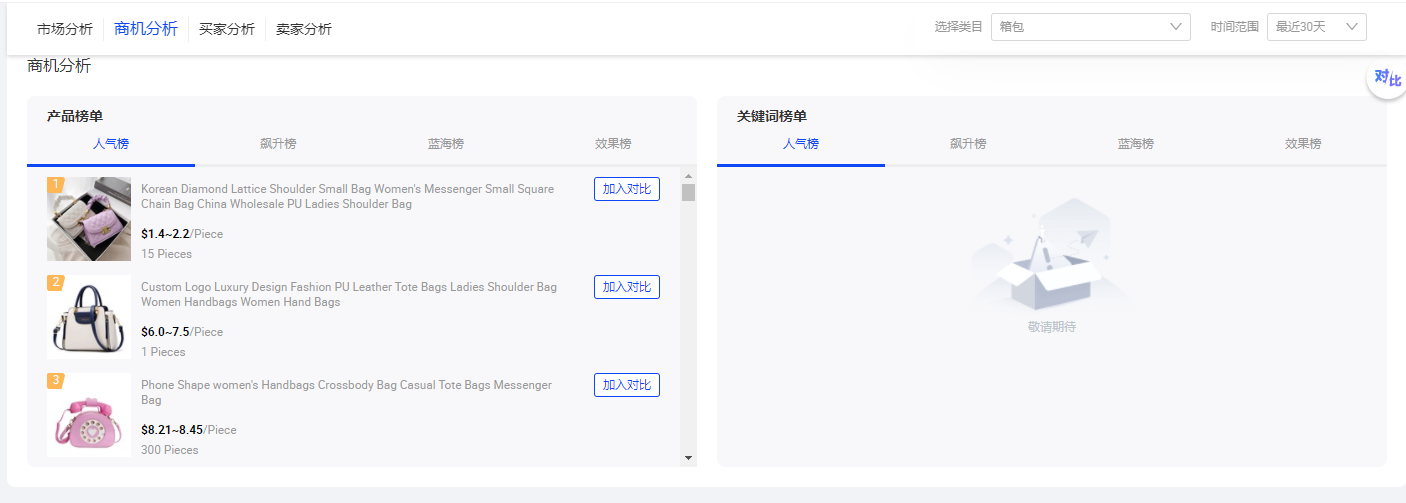 市场分析 商机分析 买家分析 卖家分析 选择类目 箱包 时间范围 最近30天
商机分析
对比
产品榜单
人气榜 飙升榜 蓝海榜 效果榜
1
Korean Diamond Lattice Shoulder Small Bag Women's Messenger Small Square
Chain Bag China Wholesale PU Ladies Shoulder Bag
加入对比
$1.4~2.2/Piece
15 Pieces
2
Custom Logo Luxury Design Fashion PU Leather Tote Bags Ladies Shoulder Bag
Women Handbags Women Hand Bags
加入对比
$6.0~7.5/Piece
1 Pieces
3
Phone Shape women's Handbags Crossbody Bag Casual Tote Bags Messenger
Bag
加入对比
$8.21~8.45/Piece
300 Pieces
关键词榜单
人气榜 飙升榜 蓝海榜 效果榜
敬请期待